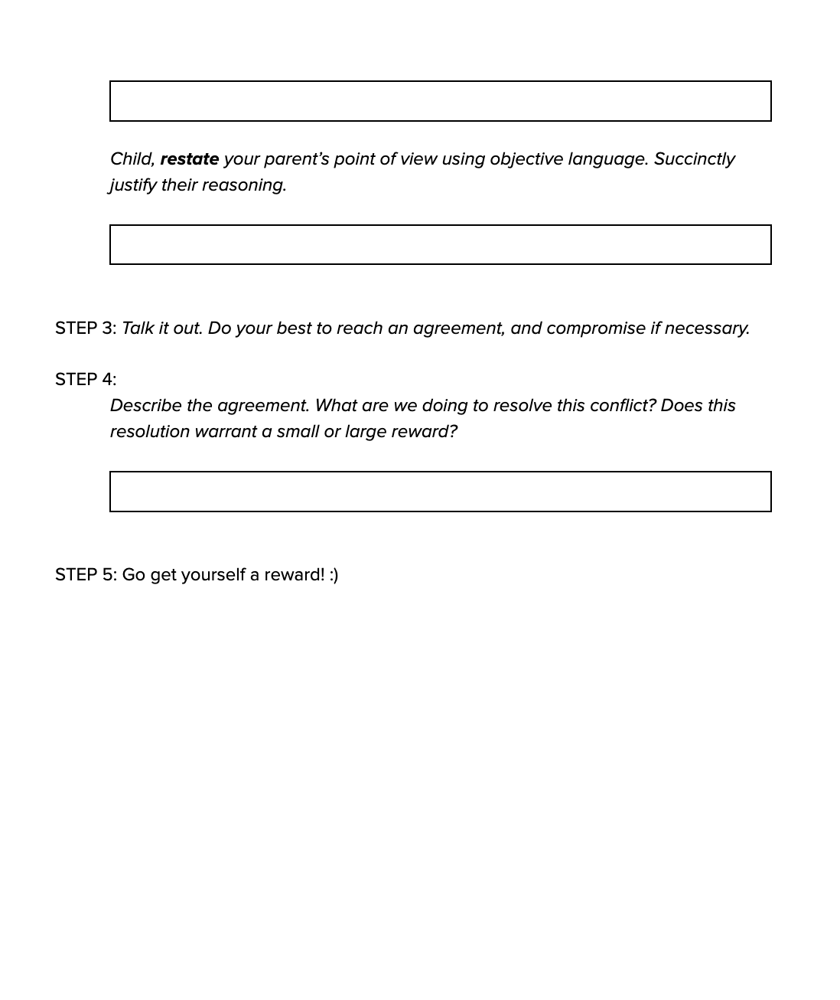 Child, restate your parent’s point of view using objective language. Succinctly
justify their reasoning.
STEP 3: Talk it out. Do your best to reach an agreement, and compromise if necessary.
STEP 4:
Describe the agreement. What are we doing to resolve this conflict? Does this
resolution warrant a small or large reward?
STEP 5: Go get yourself a reward! :)